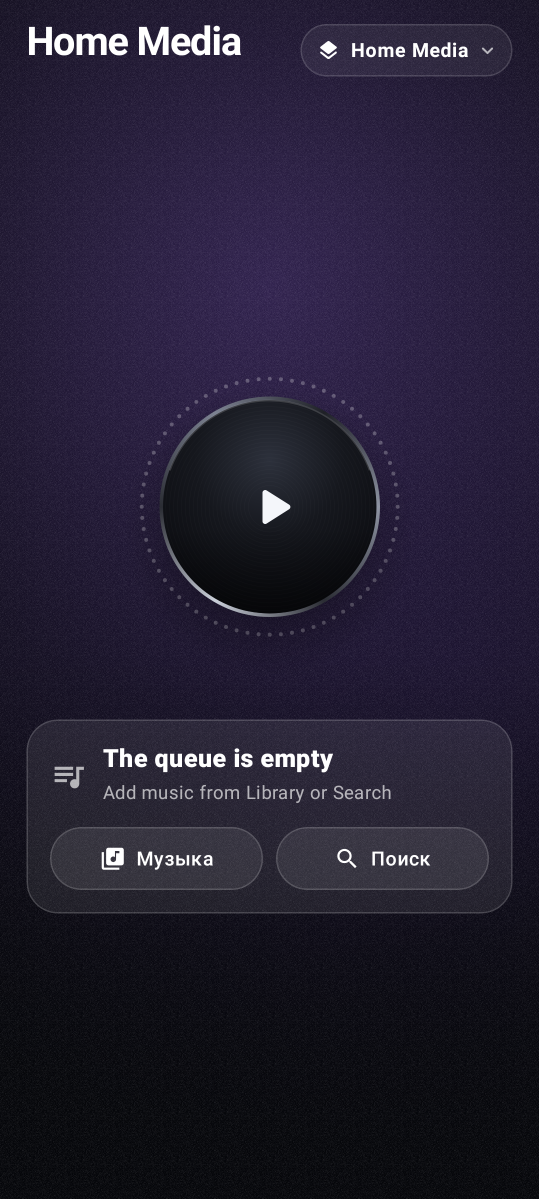 Home Media
Home Media
The queue is empty
Add music from Library or Search
Музыка
Поиск